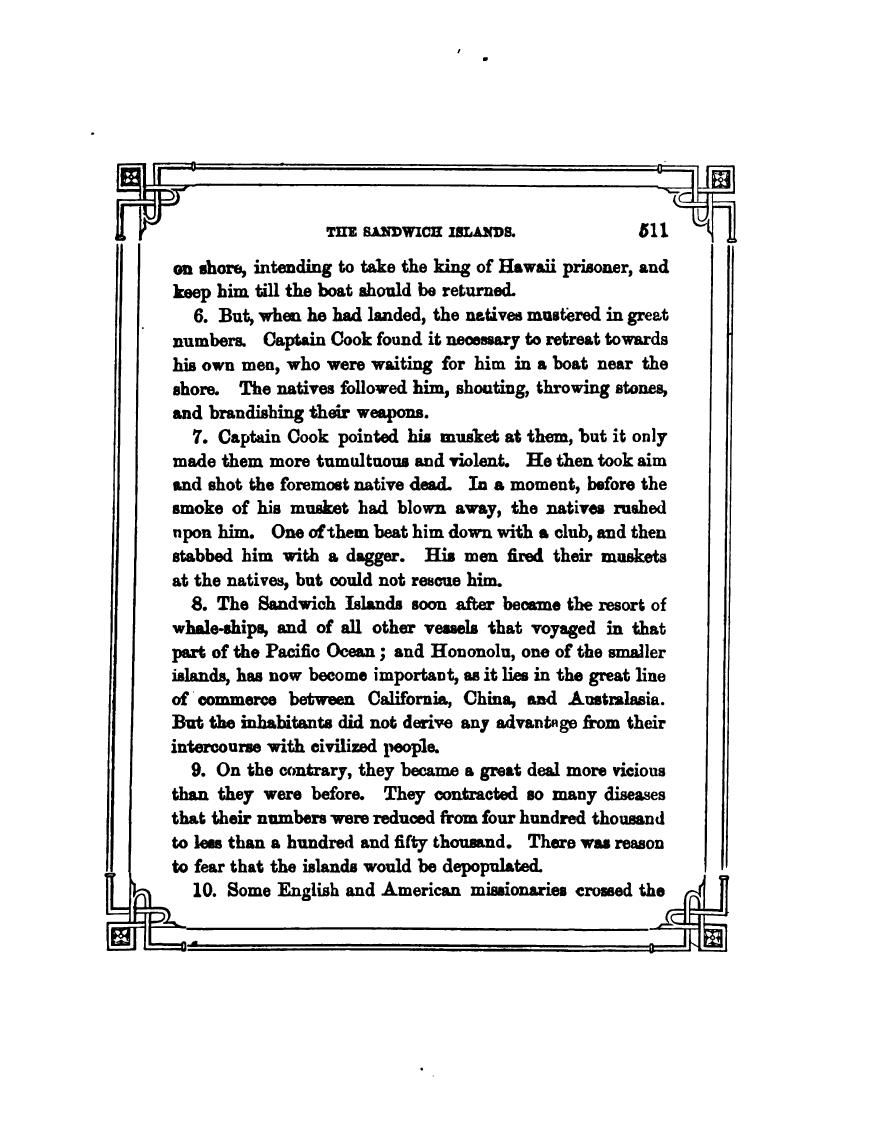 THE SANDWICH ISLANDS. 511
on shore, intending to take the king of Hawaii prisoner, and
keep him till the boat should be returned.
6. But, when he had landed, the natives mustered in great
numbers. Captain Cook found it necessary to retreat towards
his own men, who were waiting for him in a boat near the
shore. The natives followed him, shouting, throwing stones,
and brandishing their weapons.
7. Captain Cook pointed his musket at them, but it only
made them more tumultuous and violent. He then took aim
and shot the foremost native dead. In a moment, before the
smoke of his musket had blown away, the natives rushed
upon him. One of them beat him down with a club, and then
stabbed him with a dagger. His men fired their muskets
at the natives, but could not rescue him.
8. The Sandwich Islands soon after became the resort of
whale-ships, and of all other vessels that voyaged in that
part of the Pacific Ocean; and Hononolu, one of the smaller
islands, has now become important, as it lies in the great line
of commerce between California, China, and Australasia.
But the inhabitants did not derive any advantage from their
intercourse with civilized people.
9. On the contrary, they became a great deal more vicious
than they were before. They contracted so many diseases
that their numbers were reduced from four hundred thousand
to less than a hundred and fifty thousand. There was reason
to fear that the islands would be depopulated.
10. Some English and American missionaries crossed the